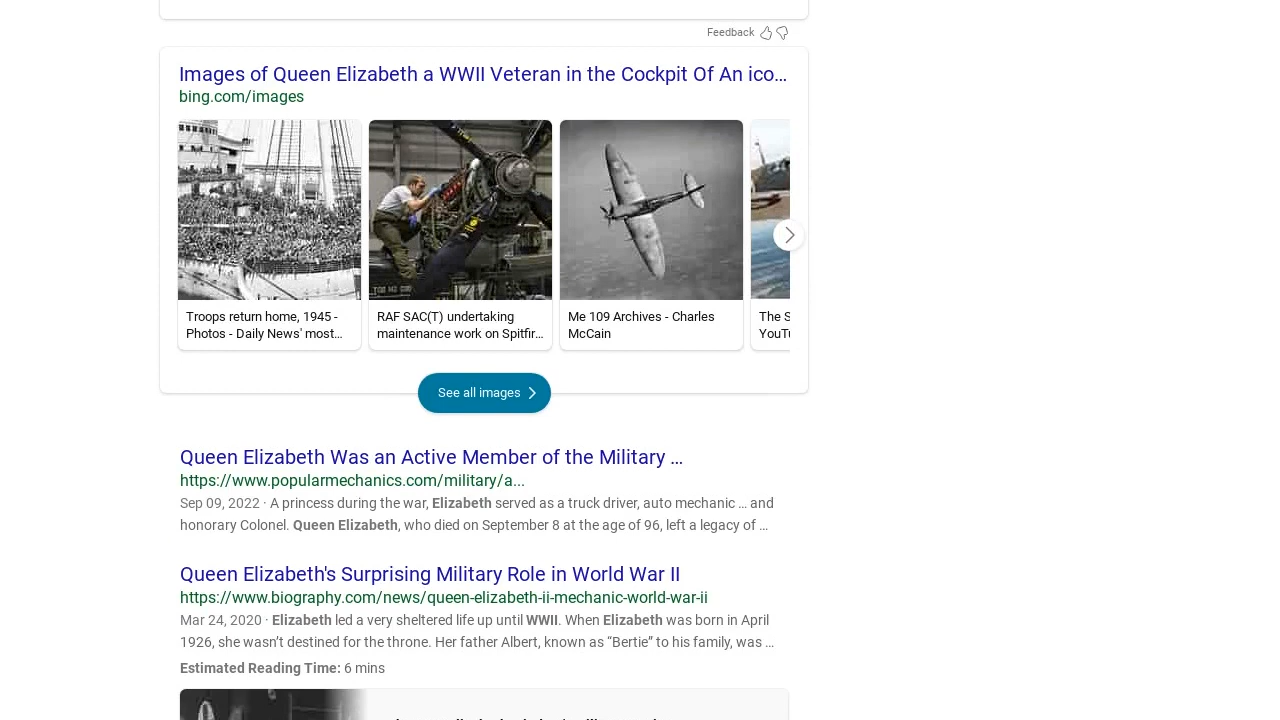 Feedback
Images of Queen Elizabeth a WWII Veteran in the Cockpit Of An ico…
bing.com/images
Troops return home, 1945 -
Photos - Daily News' most…
RAF SAC(T) undertaking
maintenance work on Spitfir…
Me 109 Archives - Charles
McCain
The S
YouTu
See all images
Queen Elizabeth Was an Active Member of the Military …
https://www.popularmechanics.com/military/a...
Sep 09, 2022 · A princess during the war, Elizabeth served as a truck driver, auto mechanic … and
honorary Colonel. Queen Elizabeth, who died on September 8 at the age of 96, left a legacy of …
Queen Elizabeth's Surprising Military Role in World War II
https://www.biography.com/news/queen-elizabeth-ii-mechanic-world-war-ii
Mar 24, 2020 · Elizabeth led a very sheltered life up until WWII. When Elizabeth was born in April
1926, she wasn’t destined for the throne. Her father Albert, known as “Bertie” to his family, was …
Estimated Reading Time: 6 mins